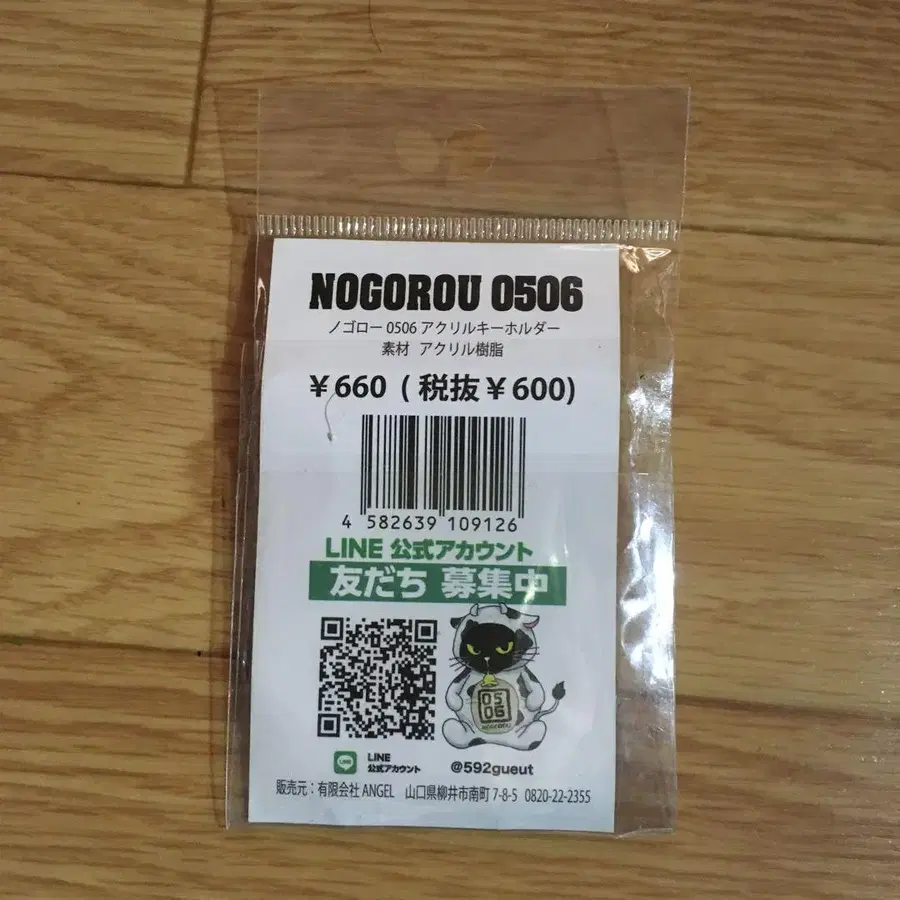 NOGOROU 0506
ノゴロー 0506 アクリルキーホルダー
素材 アクリル樹脂
￥660 ( 税抜￥600)
4 582639 109126
LINE 公式アカウント
友だち 募集中
05
06
NOGOROU
LINE
公式アカウント
@592gueut
販売元：有限会社 ANGEL 山口県柳井市南町 7-8-5 0820-22-2355